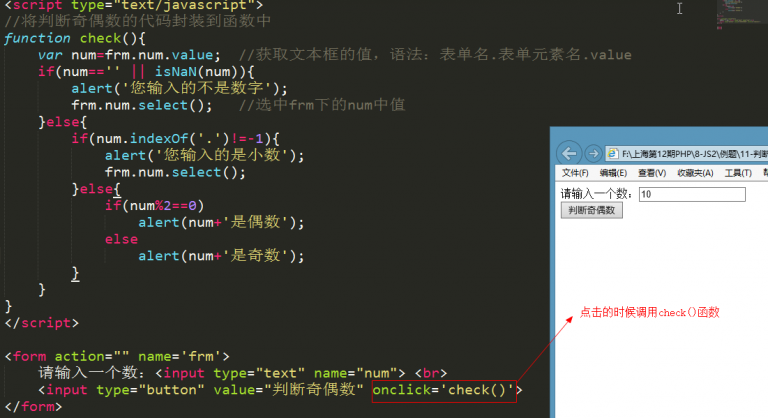 <script type="text/javascript">
//将判断奇偶数的代码封装到函数中
function check(){
    var num=frm.num.value;  //获取文本框的值，语法：表单名.表单元素名.value
    if(num=='' || isNaN(num)){
        alert('您输入的不是数字');
        frm.num.select();   //选中frm下的num中值
    }else{
        if(num.indexOf('.')!=-1){
            alert('您输入的是小数');
            frm.num.select();
        }else{
            if(num%2==0)
                alert(num+'是偶数');
            else
                alert(num+'是奇数');
        }
    }
}
</script>
<form action="" name='frm'>
    请输入一个数：<input type="text" name="num"> <br>
    <input type="button" value="判断奇偶数" onclick='check()'>
</form>
F:\上海第12期PHP\8-JS2\例题\11-判断
文件(F) 编辑(E) 查看(V) 收藏夹(A) 工具(T)
请输入一个数：10
判断奇偶数
点击的时候调用check()函数